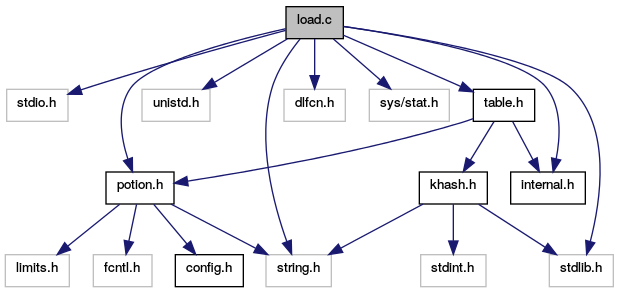 load.c
stdio.h
unistd.h
dlfcn.h
sys/stat.h
table.h
potion.h
khash.h
internal.h
limits.h
fcntl.h
config.h
string.h
stdint.h
stdlib.h